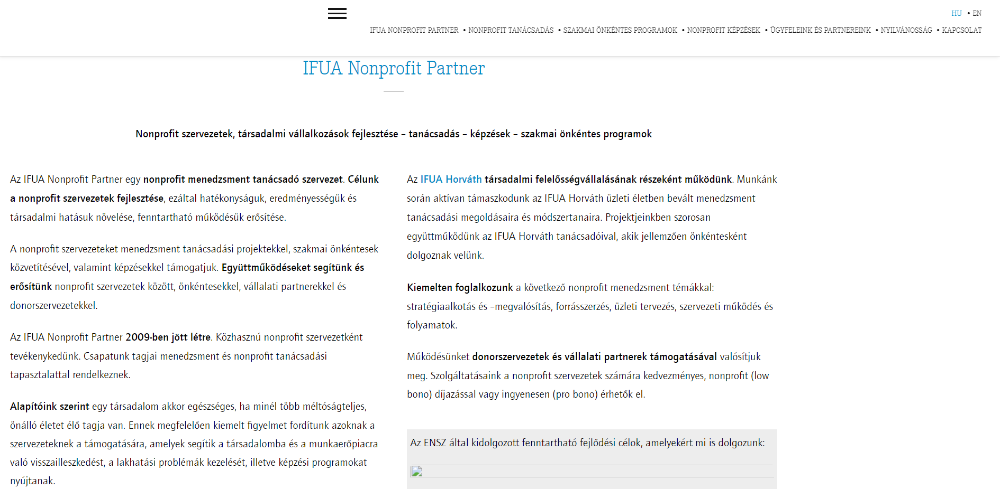 HU • EN
IFUA NONPROFIT PARTNER • NONPROFIT TANÁCSADÁS • SZAKMAI ÖNKÉNTES PROGRAMOK • NONPROFIT KÉPZÉSEK • ÜGYFELEINK ÉS PARTNEREINK • NYILVÁNOSSÁG • KAPCSOLAT
IFUA Nonprofit Partner
Nonprofit szervezetek, társadalmi vállalkozások fejlesztése – tanácsadás – képzések – szakmai önkéntes programok
Az IFUA Nonprofit Partner egy nonprofit menedzsment tanácsadó szervezet. Célunk
a nonprofit szervezetek fejlesztése, ezáltal hatékonyságuk, eredményességük és
társadalmi hatásuk növelése, fenntartható működésük erősítése.
A nonprofit szervezeteket menedzsment tanácsadási projektekkel, szakmai önkéntesek
közvetítésével, valamint képzésekkel támogatjuk. Együttműködéseket segítünk és
erősítünk nonprofit szervezetek között, önkéntesekkel, vállalati partnerekkel és
donorszervezetekkel.
Az IFUA Nonprofit Partner 2009-ben jött létre. Közhasznú nonprofit szervezetként
tevékenykedünk. Csapatunk tagjai menedzsment és nonprofit tanácsadási
tapasztalattal rendelkeznek.
Alapítóink szerint egy társadalom akkor egészséges, ha minél több méltóságteljes,
önálló életet élő tagja van. Ennek megfelelően kiemelt figyelmet fordítunk azoknak a
szervezeteknek a támogatására, amelyek segítik a társadalomba és a munkaerőpiacra
való visszailleszkedést, a lakhatási problémák kezelését, illetve képzési programokat
nyújtanak.
Az IFUA Horváth társadalmi felelősségvállalásának részeként működünk. Munkánk
során aktívan támaszkodunk az IFUA Horváth üzleti életben bevált menedzsment
tanácsadási megoldásaira és módszertanaira. Projektjeinkben szorosan
együttműködünk az IFUA Horváth tanácsadóival, akik jellemzően önkéntesként
dolgoznak velünk.
Kiemelten foglalkozunk a következő nonprofit menedzsment témákkal:
stratégiaalkotás és –megvalósítás, forrásszerzés, üzleti tervezés, szervezeti működés és
folyamatok.
Működésünket donorszervezetek és vállalati partnerek támogatásával valósítjuk
meg. Szolgáltatásaink a nonprofit szervezetek számára kedvezményes, nonprofit (low
bono) díjazással vagy ingyenesen (pro bono) érhetők el.
Az ENSZ által kidolgozott fenntartható fejlődési célok, amelyekért mi is dolgozunk: